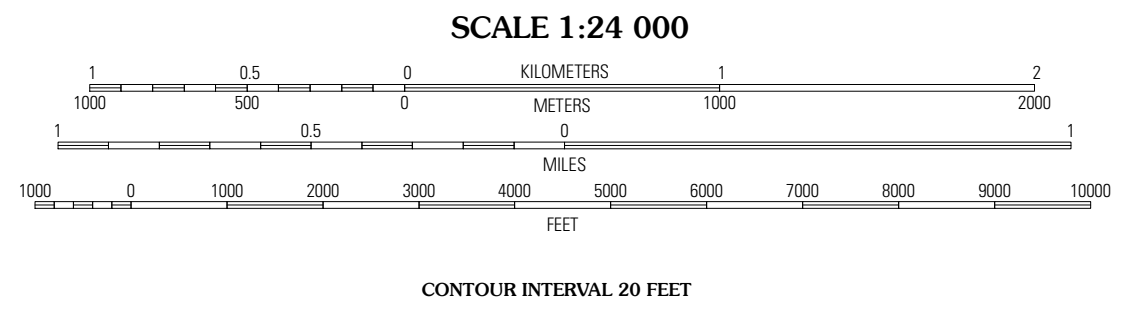 SCALE 1:24 000
1 0.5 0 KILOMETERS 1 2
1000 500 0 METERS 1000 2000
1 0.5 0 1
MILES
1000 0 1000 2000 3000 4000 5000 6000 7000 8000 9000 10000
FEET
CONTOUR INTERVAL 20 FEET